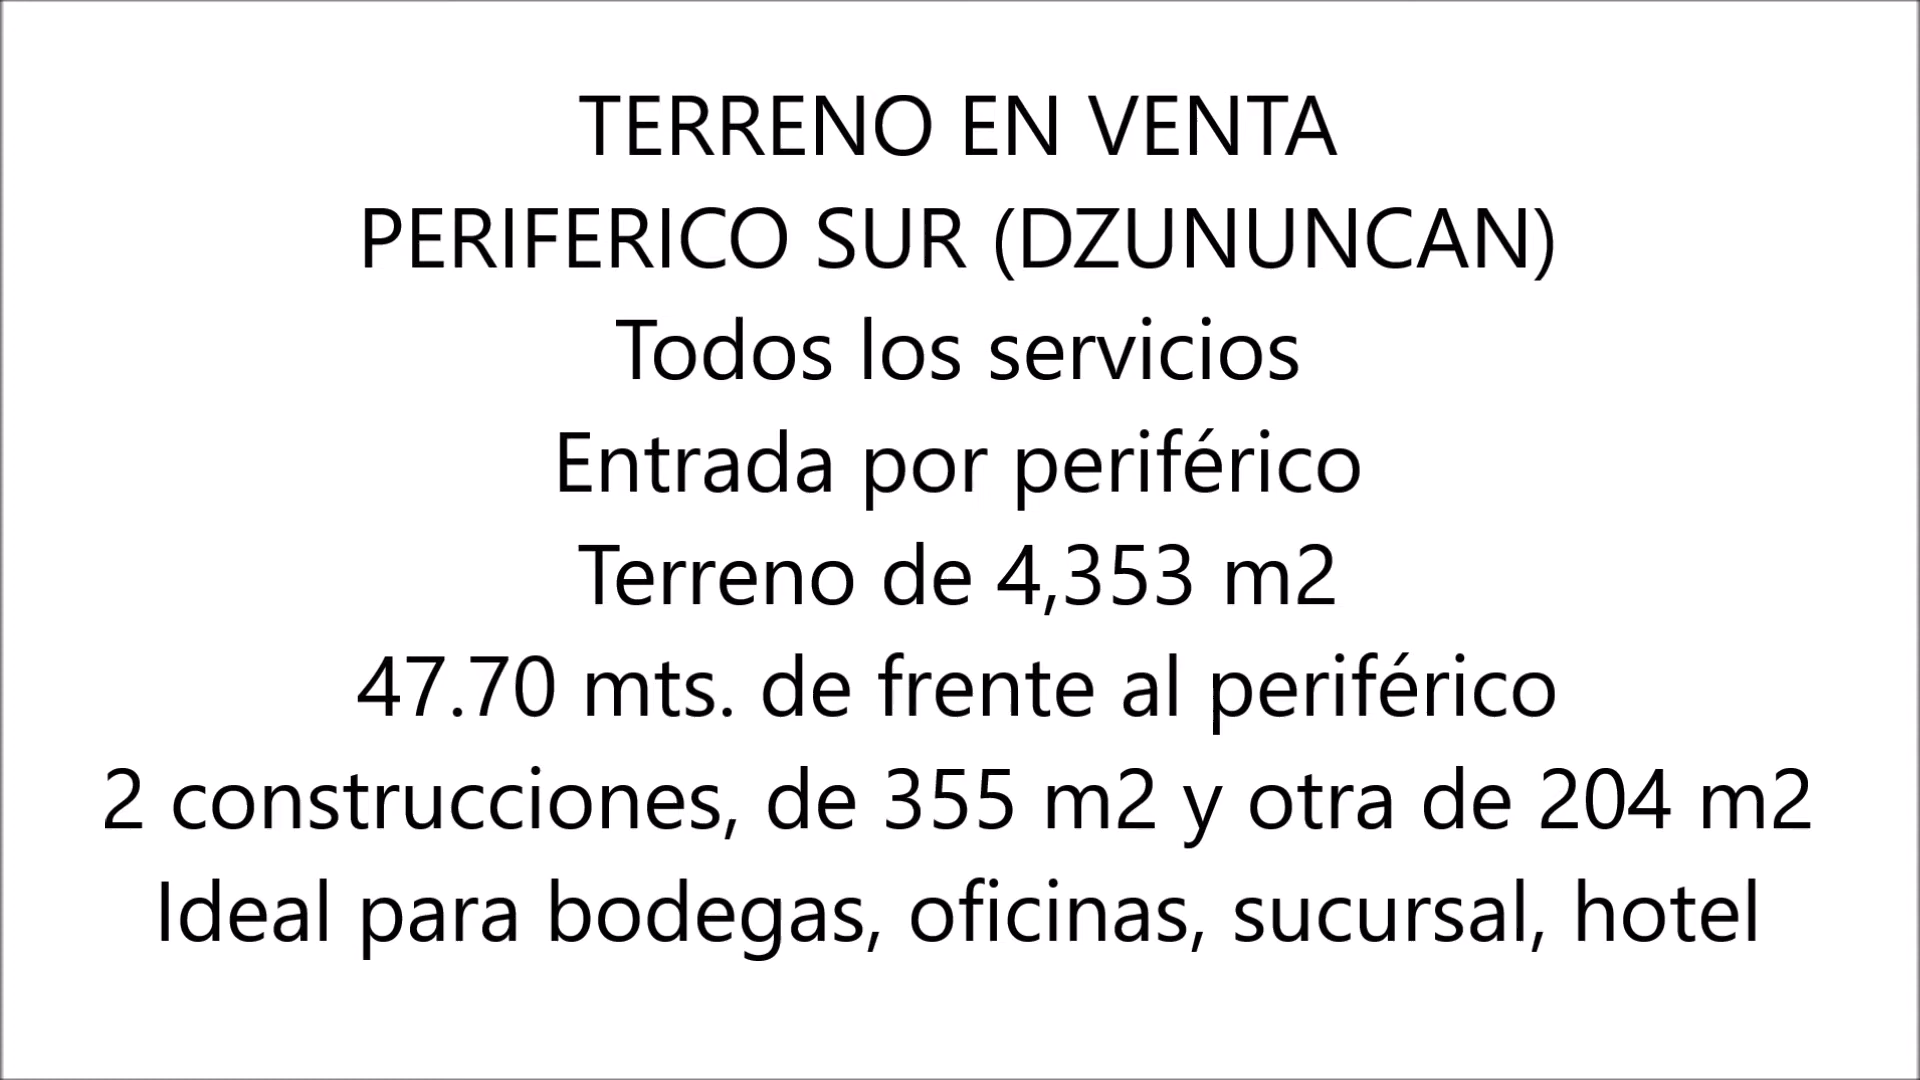 TERRENO EN VENTA
PERIFERICO SUR (DZUNUNCAN)
Todos los servicios
Entrada por periférico
Terreno de 4,353 m2
47.70 mts. de frente al periférico
2 construcciones, de 355 m2 y otra de 204 m2
Ideal para bodegas, oficinas, sucursal, hotel